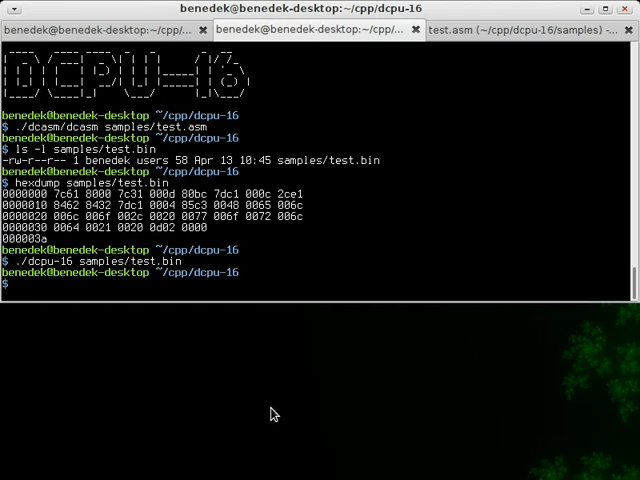 benedek@benedek-desktop:~/cpp/dcpu-16
benedek@benedek-desktop:~/cpp/... benedek@benedek-desktop:~/cpp/... test.asm (~/cpp/dcpu-16/samples) -...
DCPU-16
benedek@benedek-desktop ~/cpp/dcpu-16
$ ./dcasm/dcasm samples/test.asm
benedek@benedek-desktop ~/cpp/dcpu-16
$ ls -l samples/test.bin
-rw-r--r-- 1 benedek users 58 Apr 13 10:45 samples/test.bin
benedek@benedek-desktop ~/cpp/dcpu-16
$ hexdump samples/test.bin
0000000 7c61 8000 7c31 000d 80bc 7dc1 000c 2ce1
0000010 8462 8432 7dc1 0004 85c3 0048 0065 006c
0000020 006c 006f 002c 0020 0077 006f 0072 006c
0000030 0064 0021 0020 0d02 0000
000003a
benedek@benedek-desktop ~/cpp/dcpu-16
$ ./dcpu-16 samples/test.bin
benedek@benedek-desktop ~/cpp/dcpu-16
$